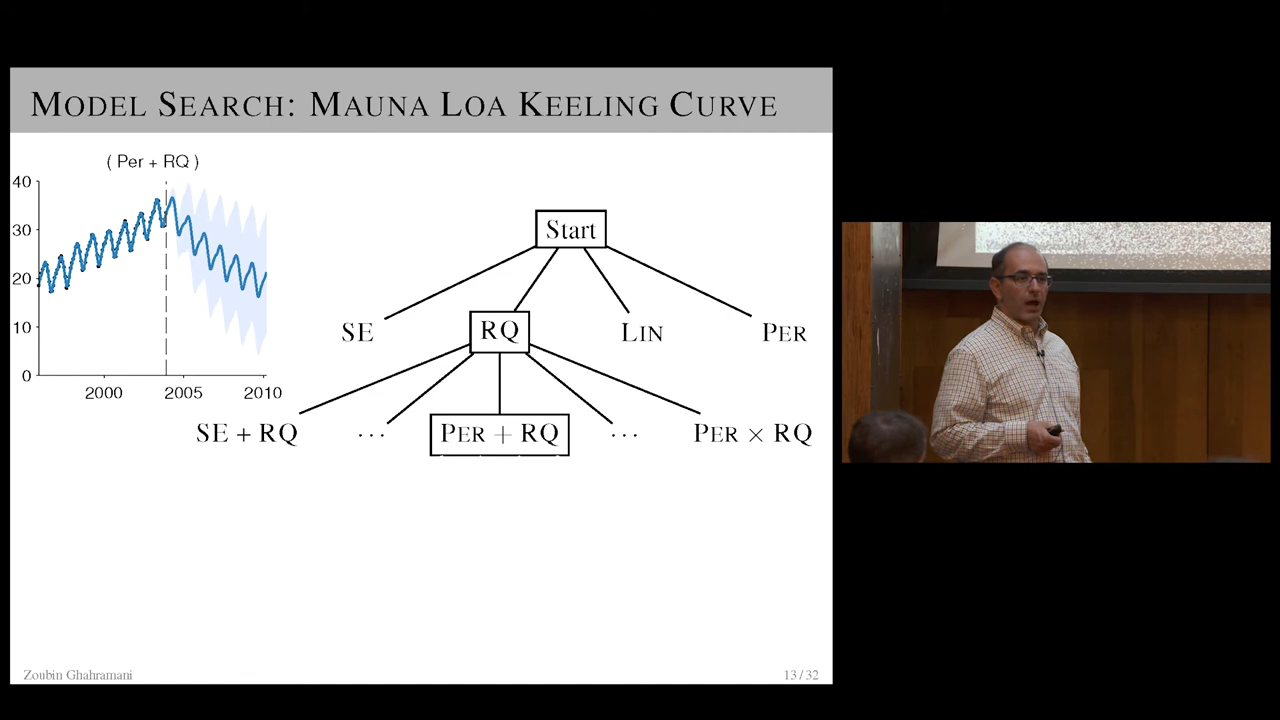 MODEL SEARCH: MAUNA LOA KEELING CURVE
( Per + RQ )
40
30
20
10
0
2000 2005 2010
Start
SE RQ LIN PER
SE + RQ ... PER + RQ ... PER × RQ
Zoubin Ghahramani 13 / 32